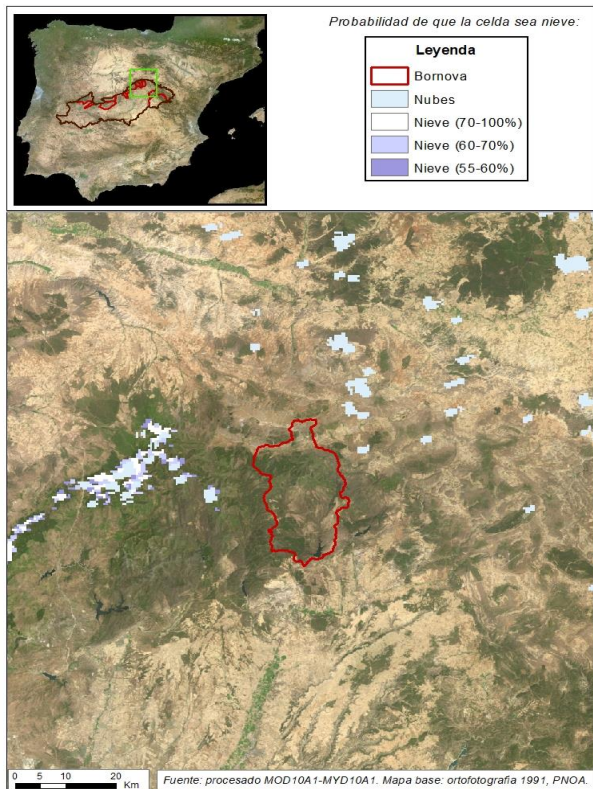 Probabilidad de que la celda sea nieve:
Leyenda
Bornova
Nubes
Nieve (70-100%)
Nieve (60-70%)
Nieve (55-60%)
0 5 10 20
Km
Fuente: procesado MOD10A1-MYD10A1. Mapa base: ortofotografia 1991, PNOA.